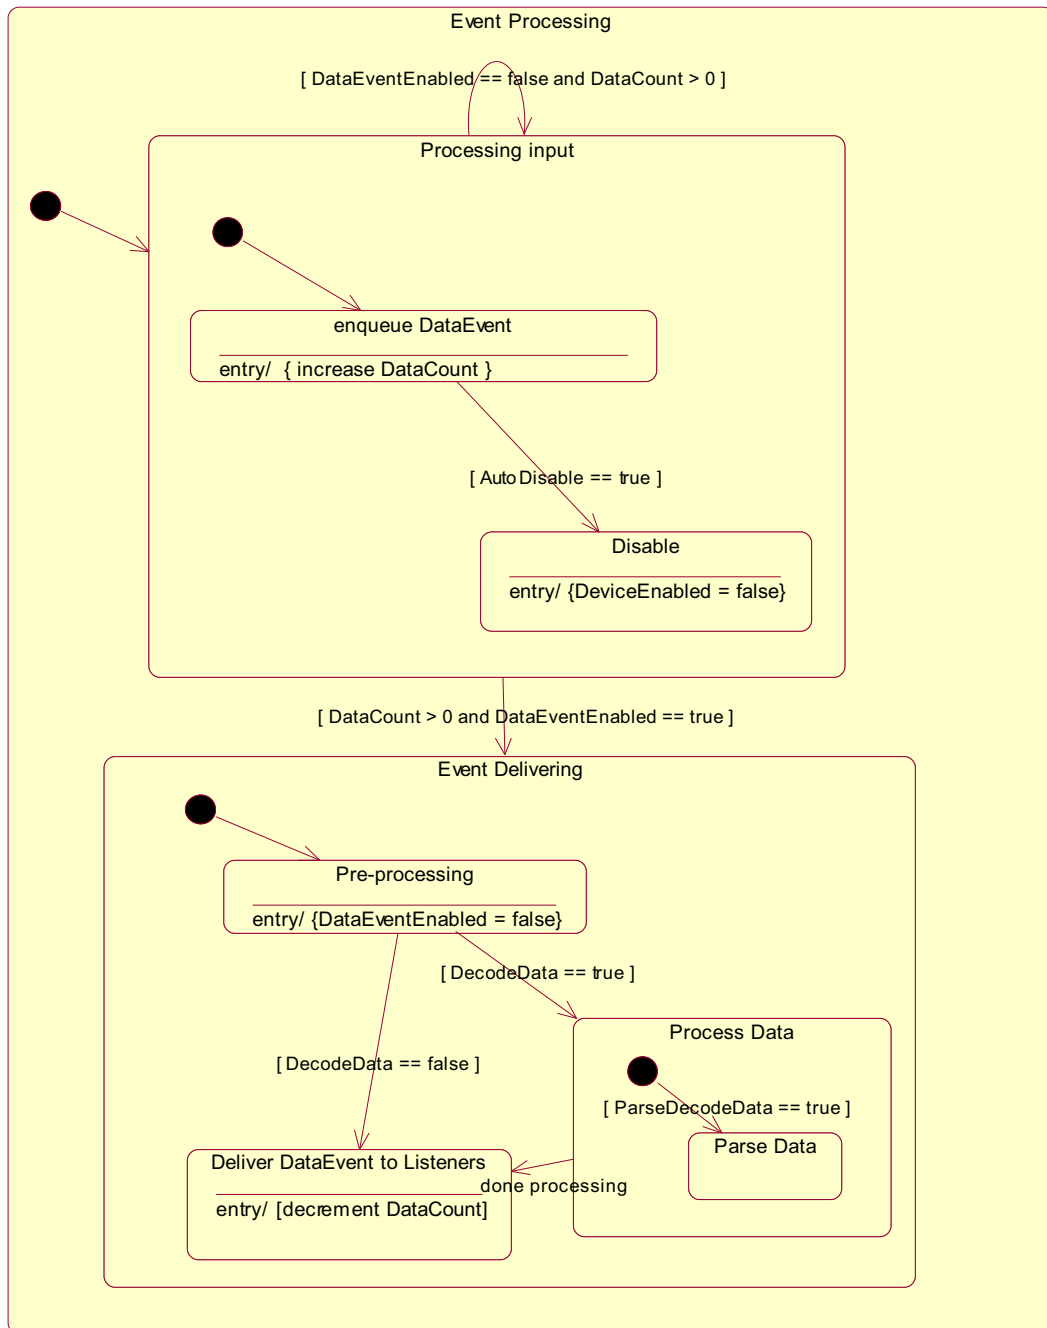 Event Processing
[ DataEventEnabled == false and DataCount > 0 ]
Processing input
enqueue DataEvent
entry/ { increase DataCount }
[ AutoDisable == true ]
Disable
entry/ {DeviceEnabled = false}
[ DataCount > 0 and DataEventEnabled == true ]
Event Delivering
Pre-processing
entry/ {DataEventEnabled = false}
[ DecodeData == true ]
Process Data
[ DecodeData == false ]
[ ParseDecodeData == true ]
Parse Data
Deliver DataEvent to Listeners
done processing
entry/ [decrement DataCount]